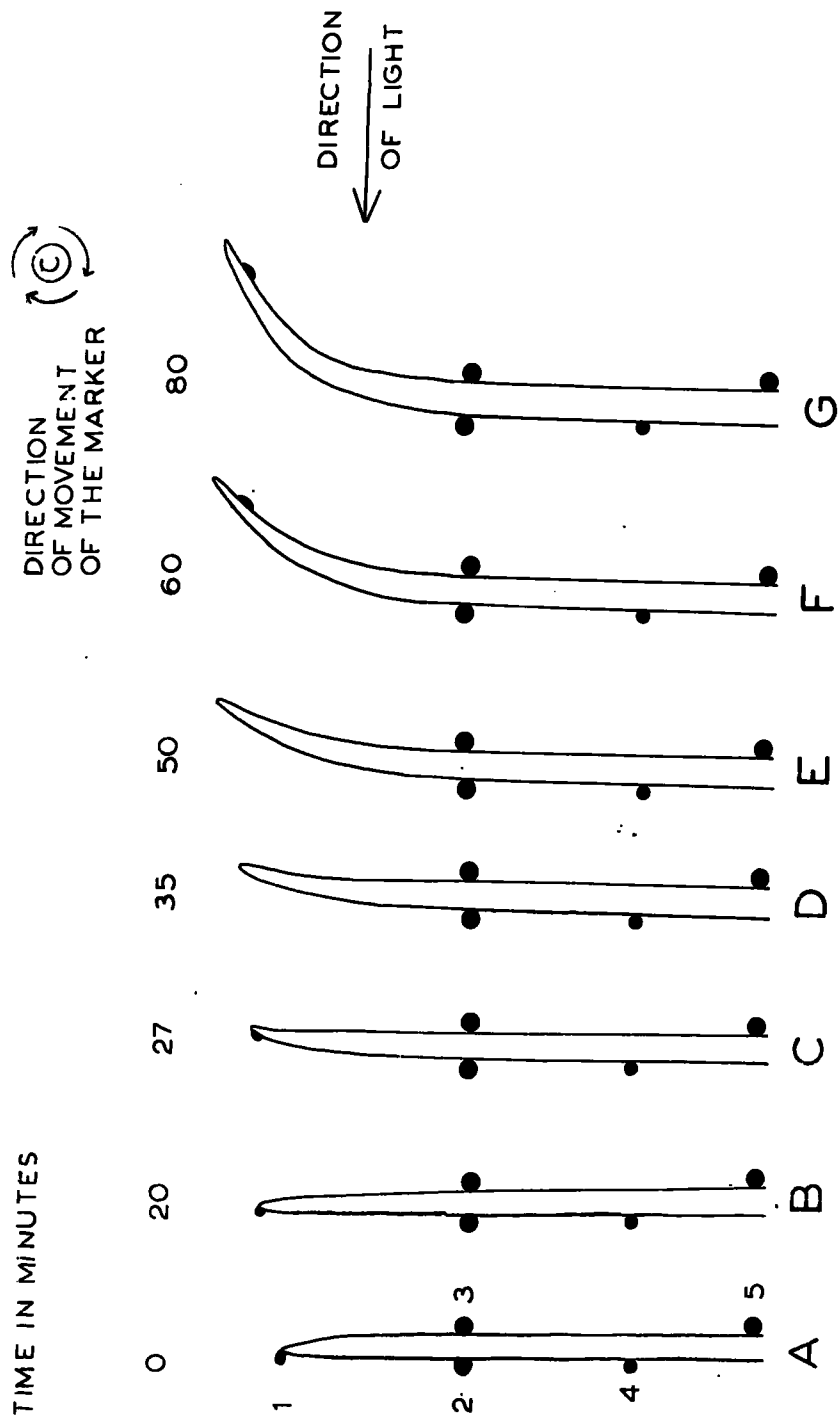 TIME IN MINUTES
0 20 27 35 50 60 80
DIRECTION
OF MOVEMENT
OF THE MARKER
C
DIRECTION
OF LIGHT
1
2 3
4
5
A B C D E F G